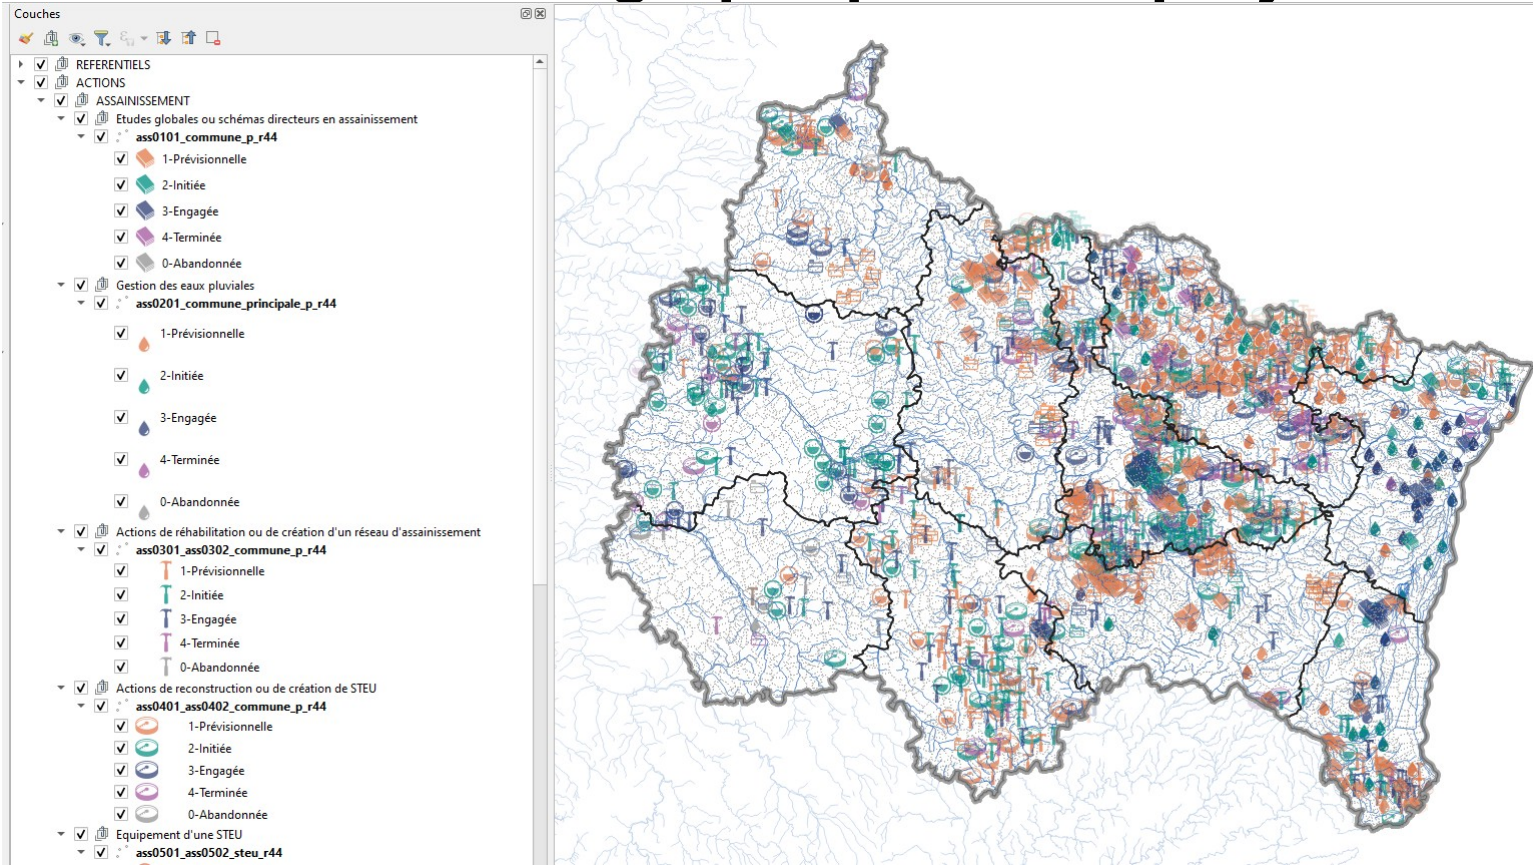 Couches
REFERENTIELS
ACTIONS
ASSAINISSEMENT
Etudes globales ou schémas directeurs en assainissement
ass0101_commune_p_r44
1-Prévisionnelle
2-Initiée
3-Engagée
4-Terminée
0-Abandonnée
Gestion des eaux pluviales
ass0201_commune_principale_p_r44
1-Prévisionnelle
2-Initiée
3-Engagée
4-Terminée
0-Abandonnée
Actions de réhabilitation ou de création d'un réseau d'assainissement
ass0301_ass0302_commune_p_r44
1-Prévisionnelle
2-Initiée
3-Engagée
4-Terminée
0-Abandonnée
Actions de reconstruction ou de création de STEU
ass0401_ass0402_commune_p_r44
1-Prévisionnelle
2-Initiée
3-Engagée
4-Terminée
0-Abandonnée
Equipement d'une STEU
ass0501_ass0502_steu_r44